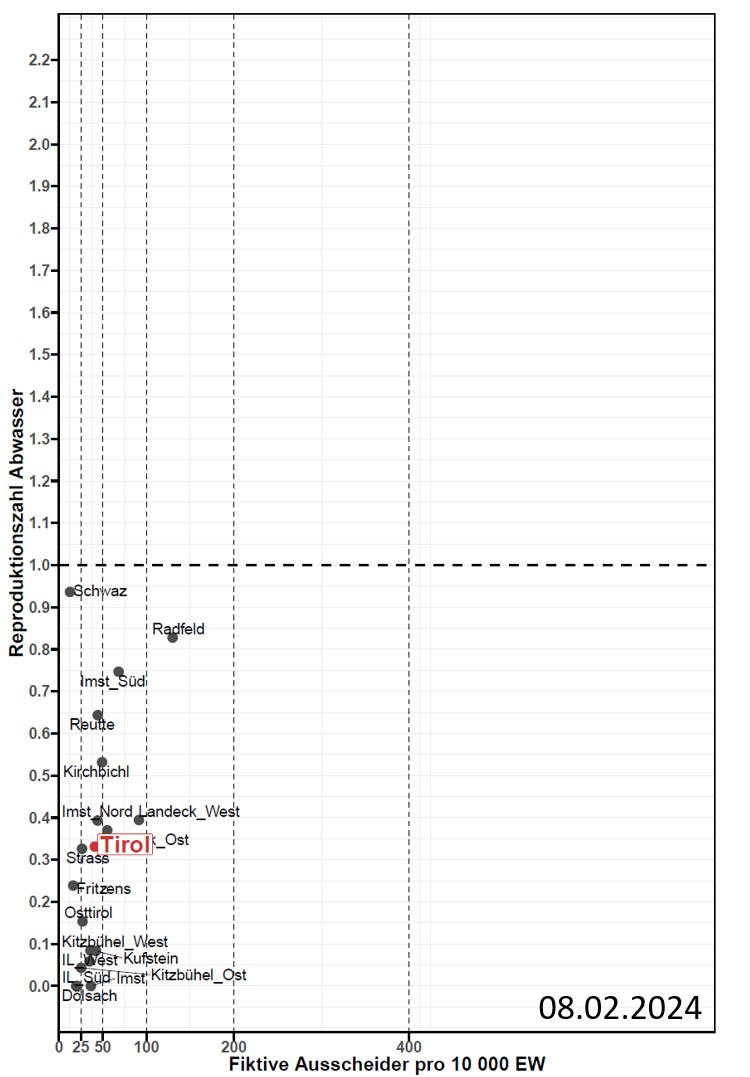 2.2
2.1
2.0
1.9
1.8
1.7
1.6
1.5
1.4
1.3
1.2
1.1
1.0
0.9
0.8
0.7
0.6
0.5
0.4
0.3
0.2
0.1
0.0
Reproduktionszahl Abwasser
Schwaz
Radfeld
Imst_Süd
Reutte
Kirchbichl
Imst_Nord Landeck_West
Tirol k_Ost
Strass
Fritzens
Osttirol
Kitzbühel_West
IL_West Kufstein
IL_Süd Imst Kitzbühel_Ost
Dölsach
08.02.2024
0 25 50 100 200 400
Fiktive Ausscheider pro 10 000 EW